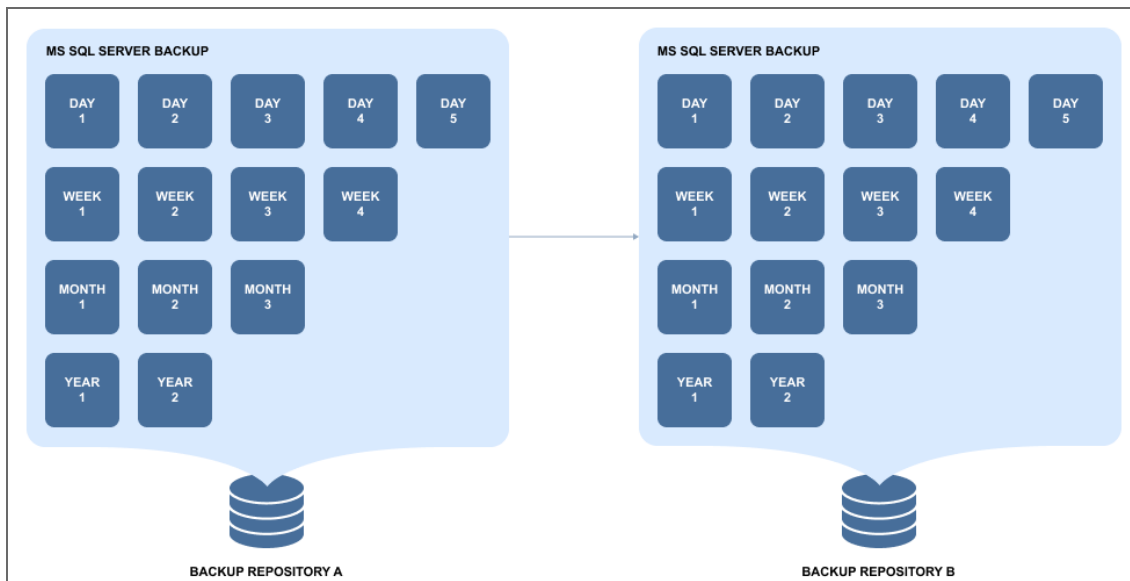 MS SQL SERVER BACKUP
DAY
1
DAY
2
DAY
3
DAY
4
DAY
5
WEEK
1
WEEK
2
WEEK
3
WEEK
4
MONTH
1
MONTH
2
MONTH
3
YEAR
1
YEAR
2
BACKUP REPOSITORY A
MS SQL SERVER BACKUP
DAY
1
DAY
2
DAY
3
DAY
4
DAY
5
WEEK
1
WEEK
2
WEEK
3
WEEK
4
MONTH
1
MONTH
2
MONTH
3
YEAR
1
YEAR
2
BACKUP REPOSITORY B